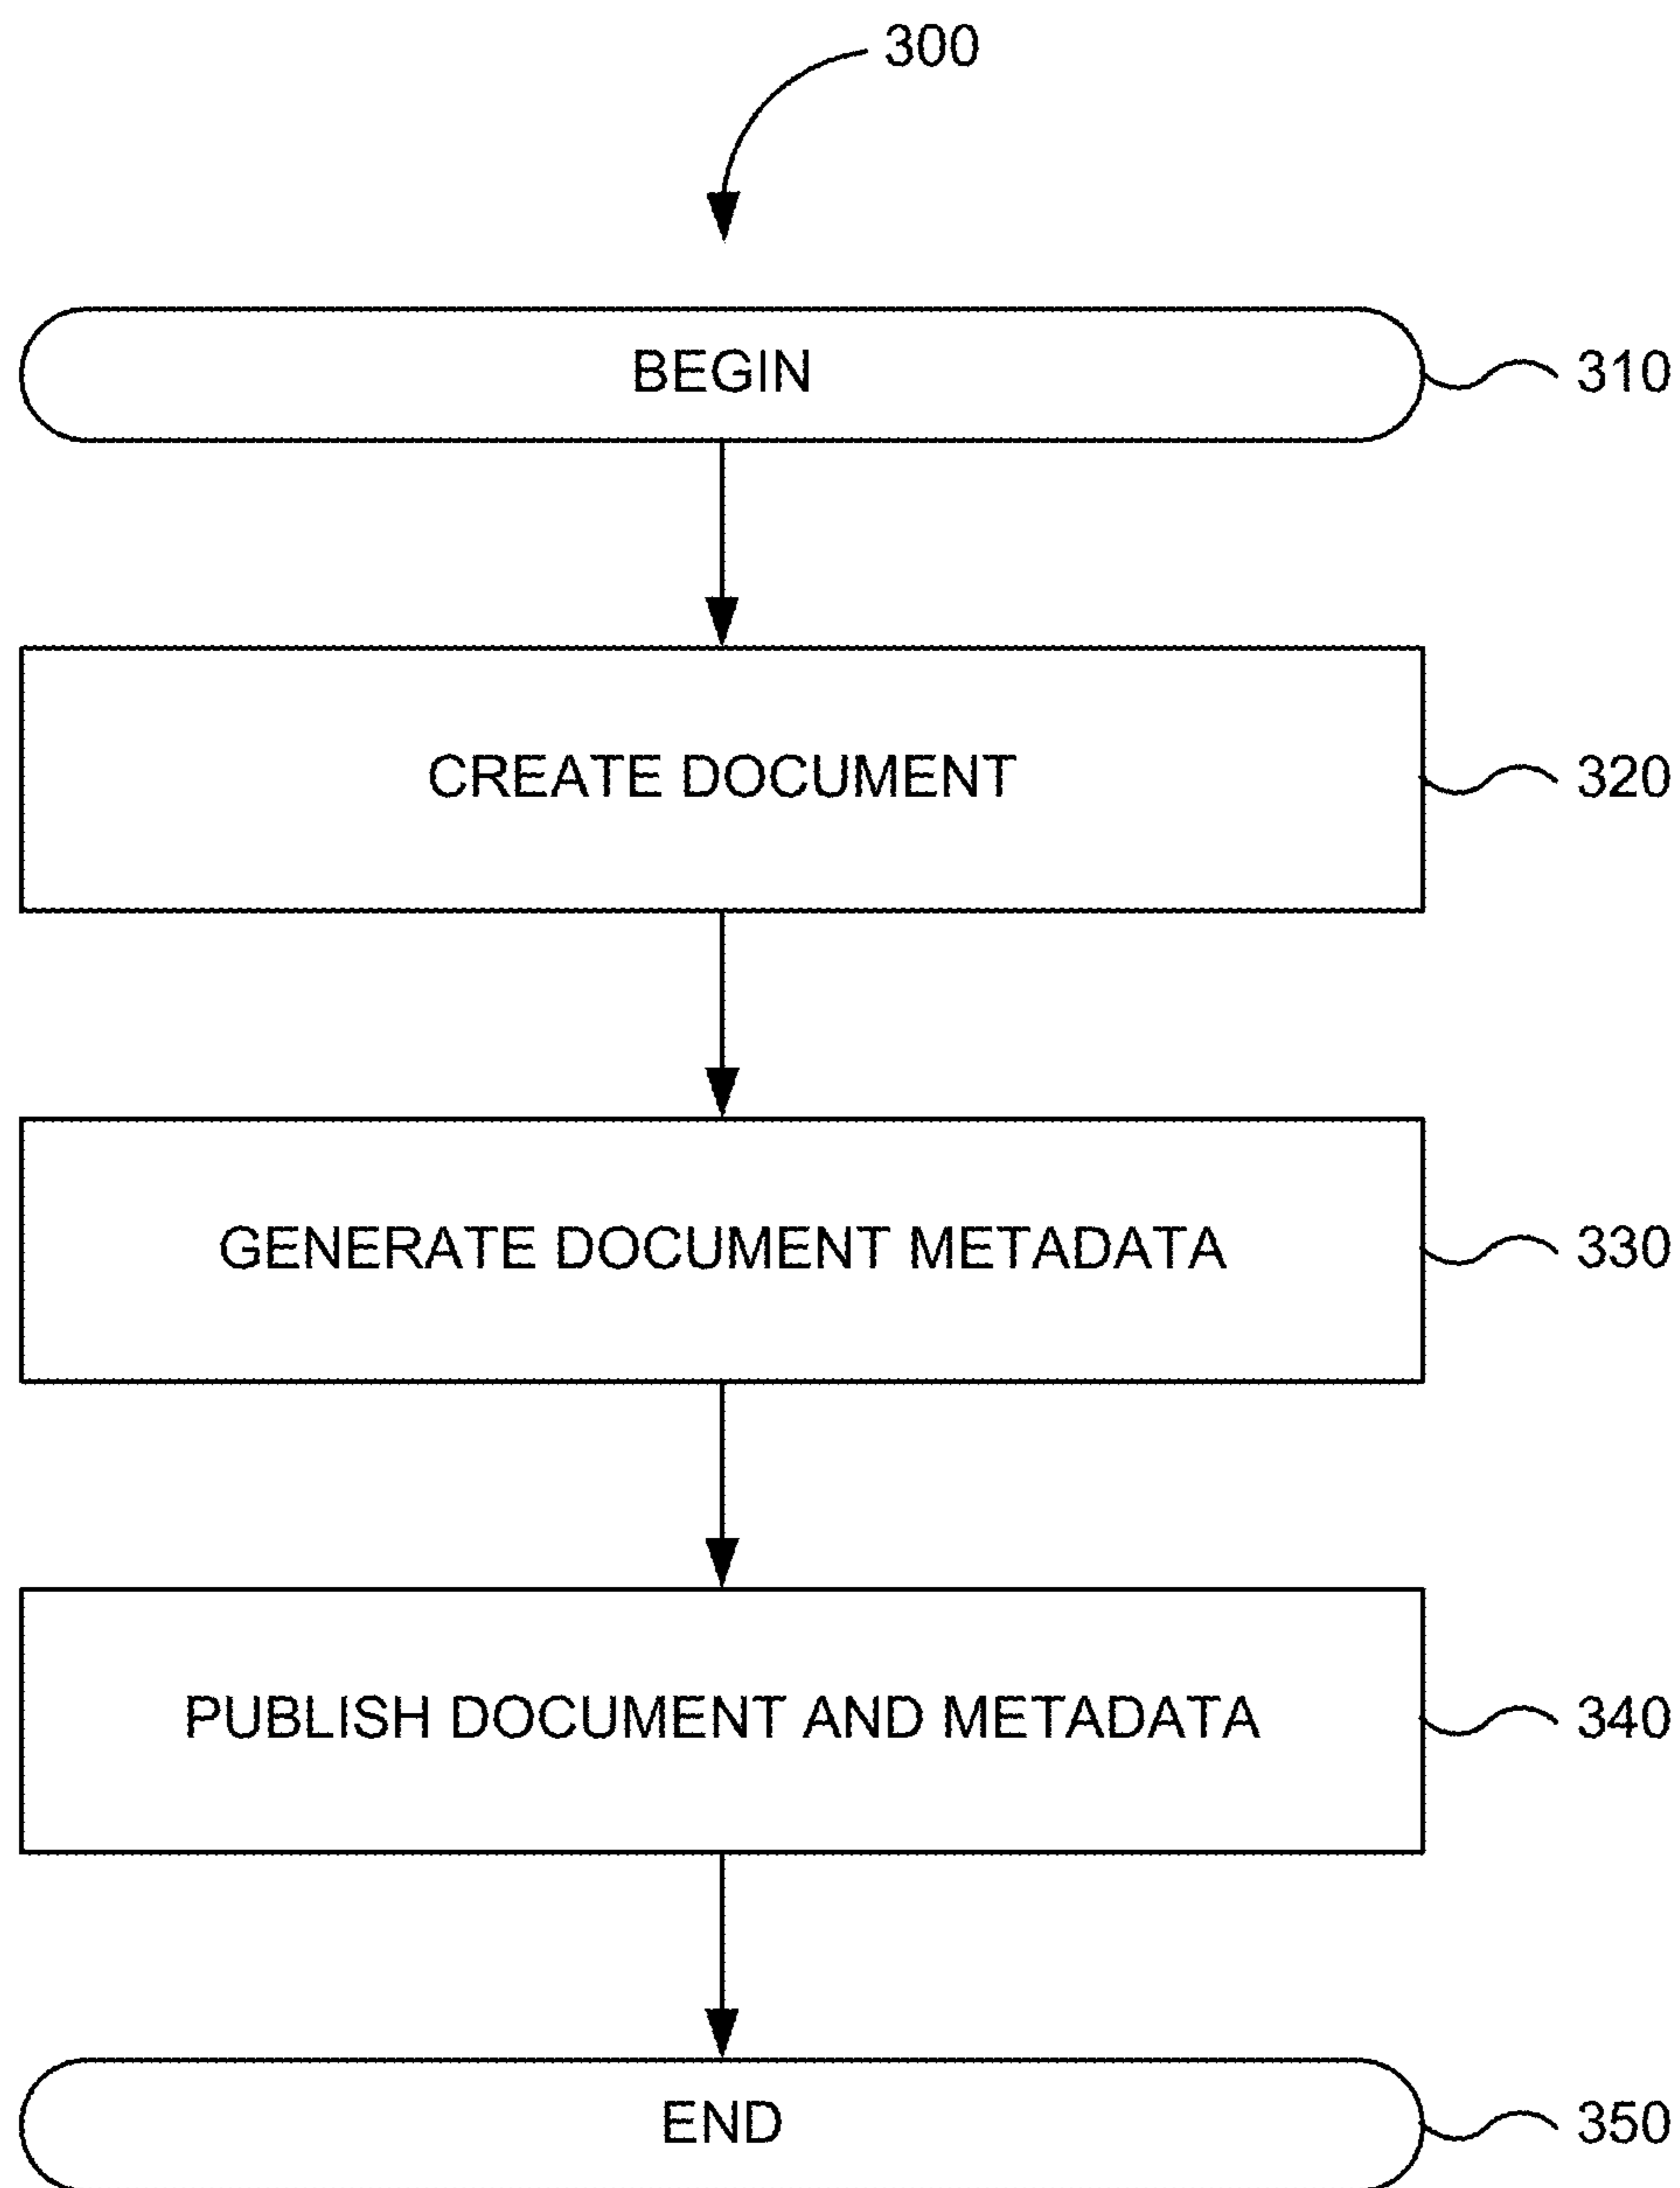 300
BEGIN
310
CREATE DOCUMENT
320
GENERATE DOCUMENT METADATA
330
PUBLISH DOCUMENT AND METADATA
340
END
350